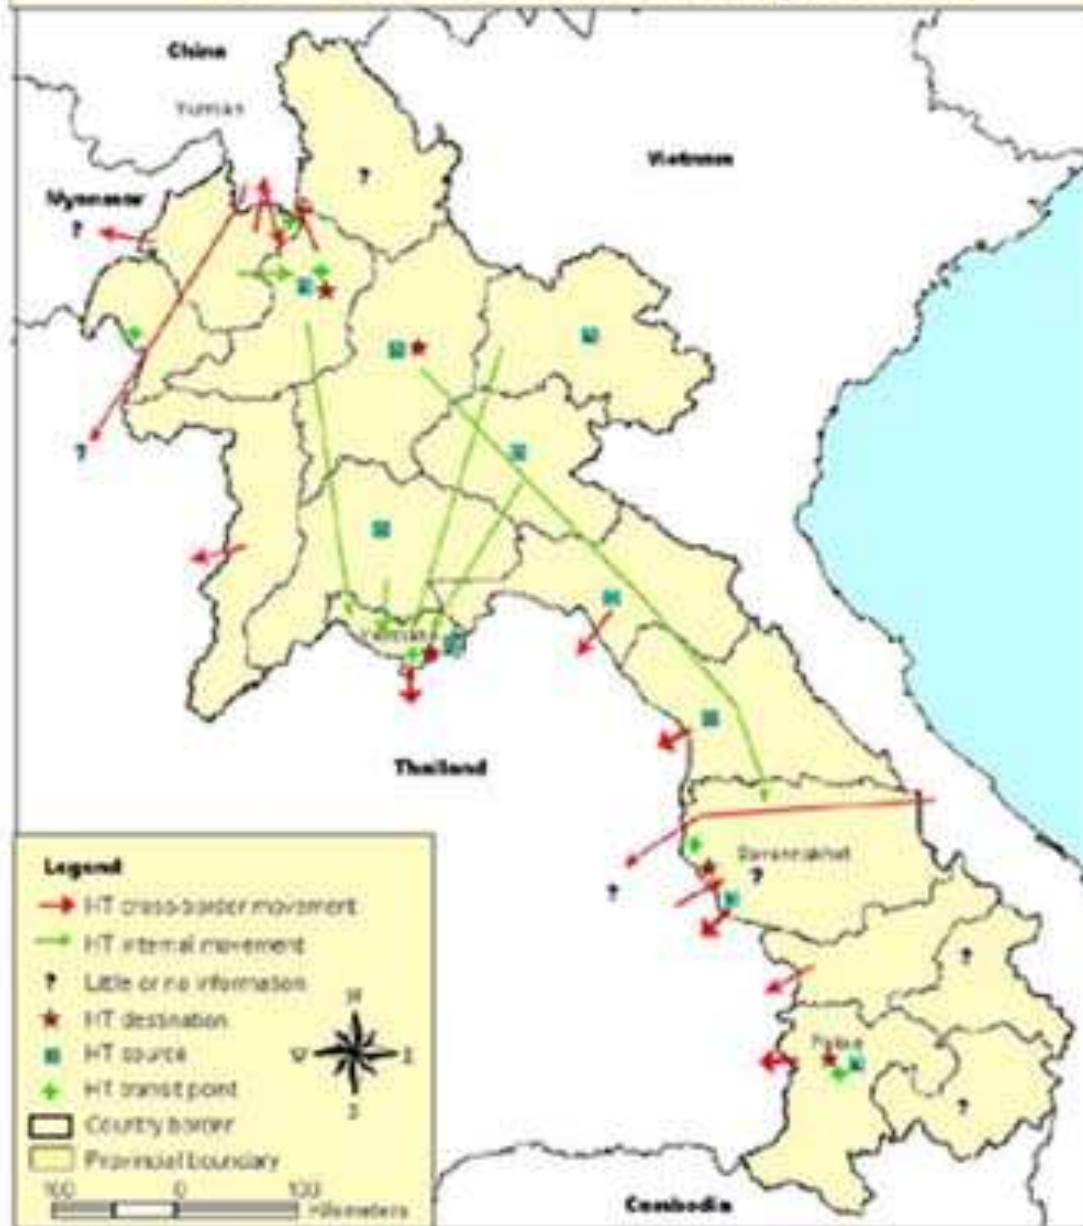 China
Yunnan
Vietnam
Myanmar
?
?
?
Vientiane
Thailand
Savannakhet
?
?
?
Pakse
?
Cambodia
Legend
HT cross-border movement
HT internal movement
? Little or no information
HT destination
HT source
HT transit point
Country border
Provincial boundary
100 0 100
Kilometers
N
W E
S